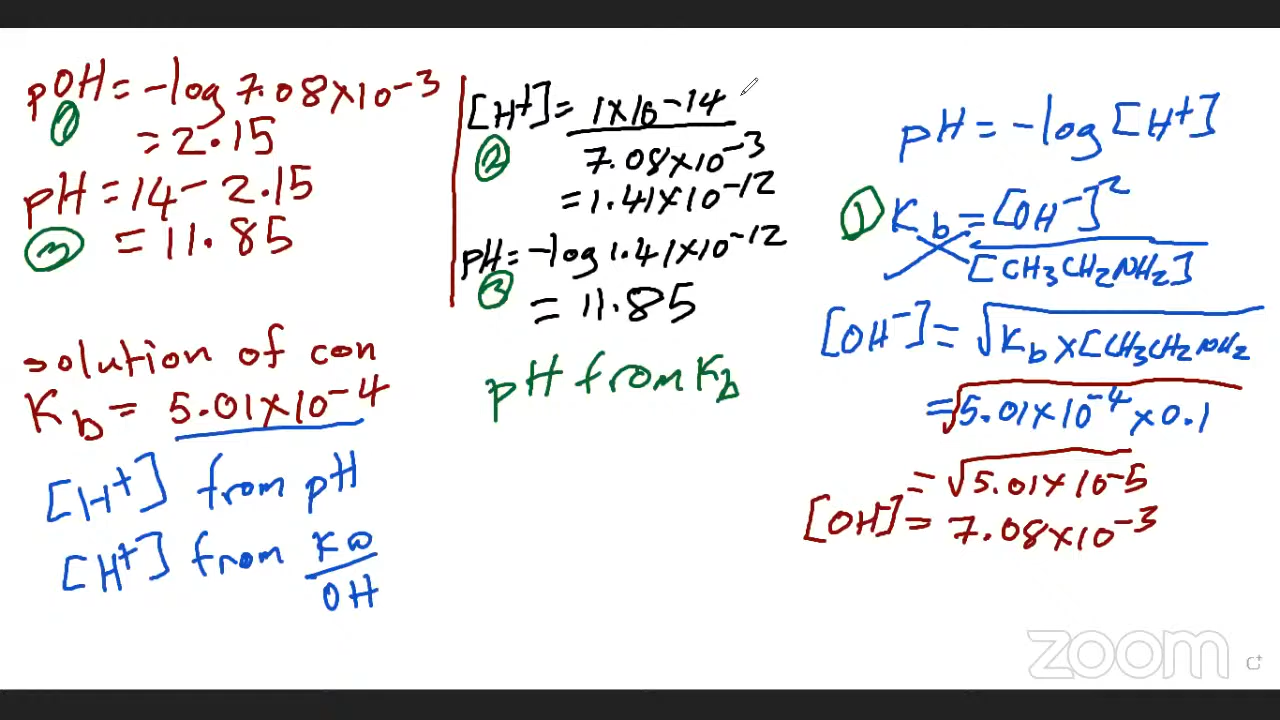 pOH = -log 7.08×10⁻³
①
= 2.15
pH = 14 - 2.15
③
= 11.85
solution of con
Kb = 5.01×10⁻⁴
[H⁺] from pH
[H⁺] from Kw
OH
[H⁺] = 1×10-14
②
7.08×10⁻³
= 1.41×10⁻¹²
pH = -log 1.41×10⁻¹²
③
= 11.85
pH from Kb
pH = -log [H⁺]
① Kb = [OH⁻]²
[CH₃CH₂NH₂]
[OH⁻] = √Kb × [CH₃CH₂NH₂
= √5.01×10⁻⁴ × 0.1
= √5.01×10-5
[OH⁻] = 7.08×10⁻³
zoom